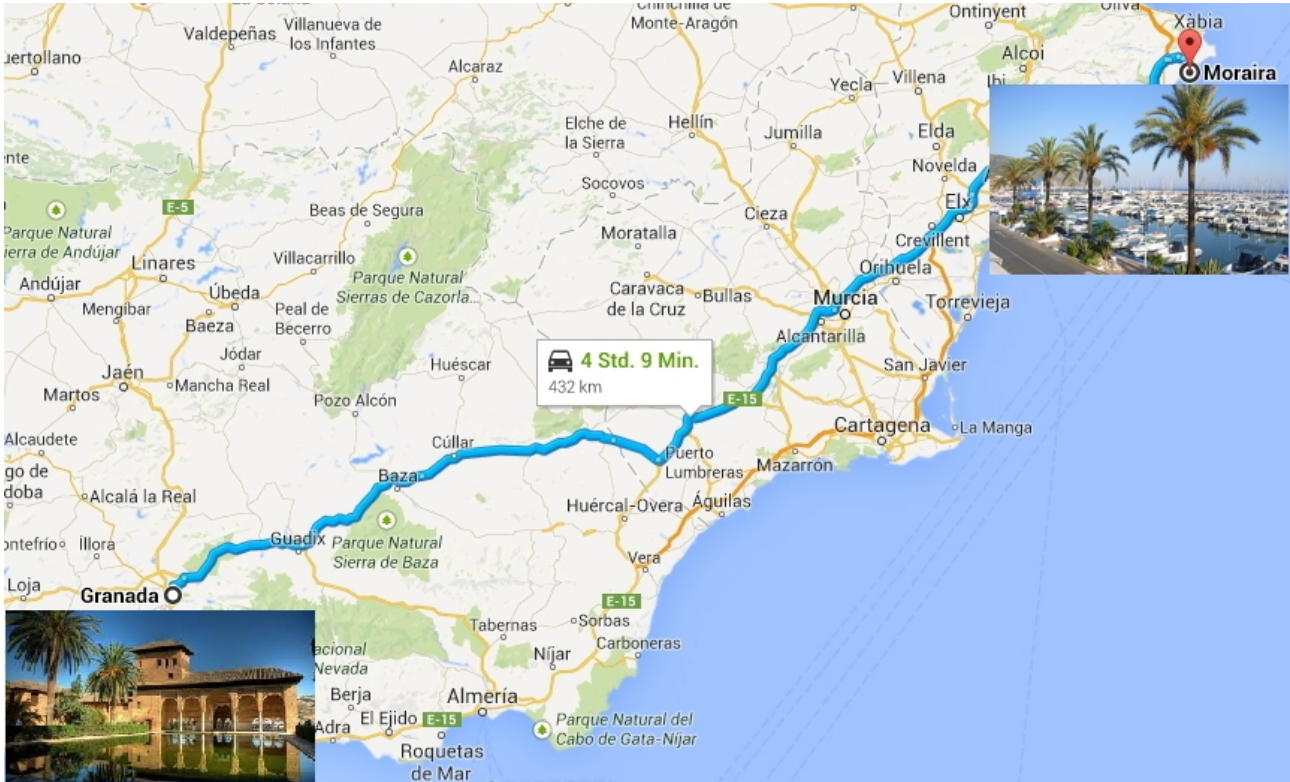 Villanueva de
los Infantes
Valdepeñas
Chinchilla de
Monte-Aragón
Ontinyent
Oliva
Xàbia
Moraira
Alcaraz
Alcoi
Ibi
Yecla
Villena
Hellín
Elche de
la Sierra
Jumilla
Elda
Novelda
Socovos
Elx
E-5
Beas de Segura
Cieza
Crevillent
Parque Natural
Moratalla
Linares
Villacarrillo
Orihuela
Andújar
Parque Natural
Sierras de Cazorla...
Caravaca
de la Cruz
Bullas
Murcia
Torrevieja
Úbeda
Mengíbar
Baeza
Peal de
Becerro
Alcantarilla
Jódar
Huéscar
4 Std. 9 Min.
432 km
San Javier
Jaén
Mancha Real
Martos
Pozo Alcón
E-15
Cartagena
La Manga
Alcaudete
Cúllar
Puerto
Lumbreras
Mazarrón
Baza
Alcalá la Real
Huércal-Overa
Águilas
Guadix
Parque Natural
Sierra de Baza
Íllora
Vera
Loja
Granada
E-15
Tabernas
Sorbas
Carboneras
Níjar
Nevada
Berja
Almería
El Ejido
E-15
Adra
Parque Natural del
Cabo de Gata-Níjar
Roquetas
de Mar